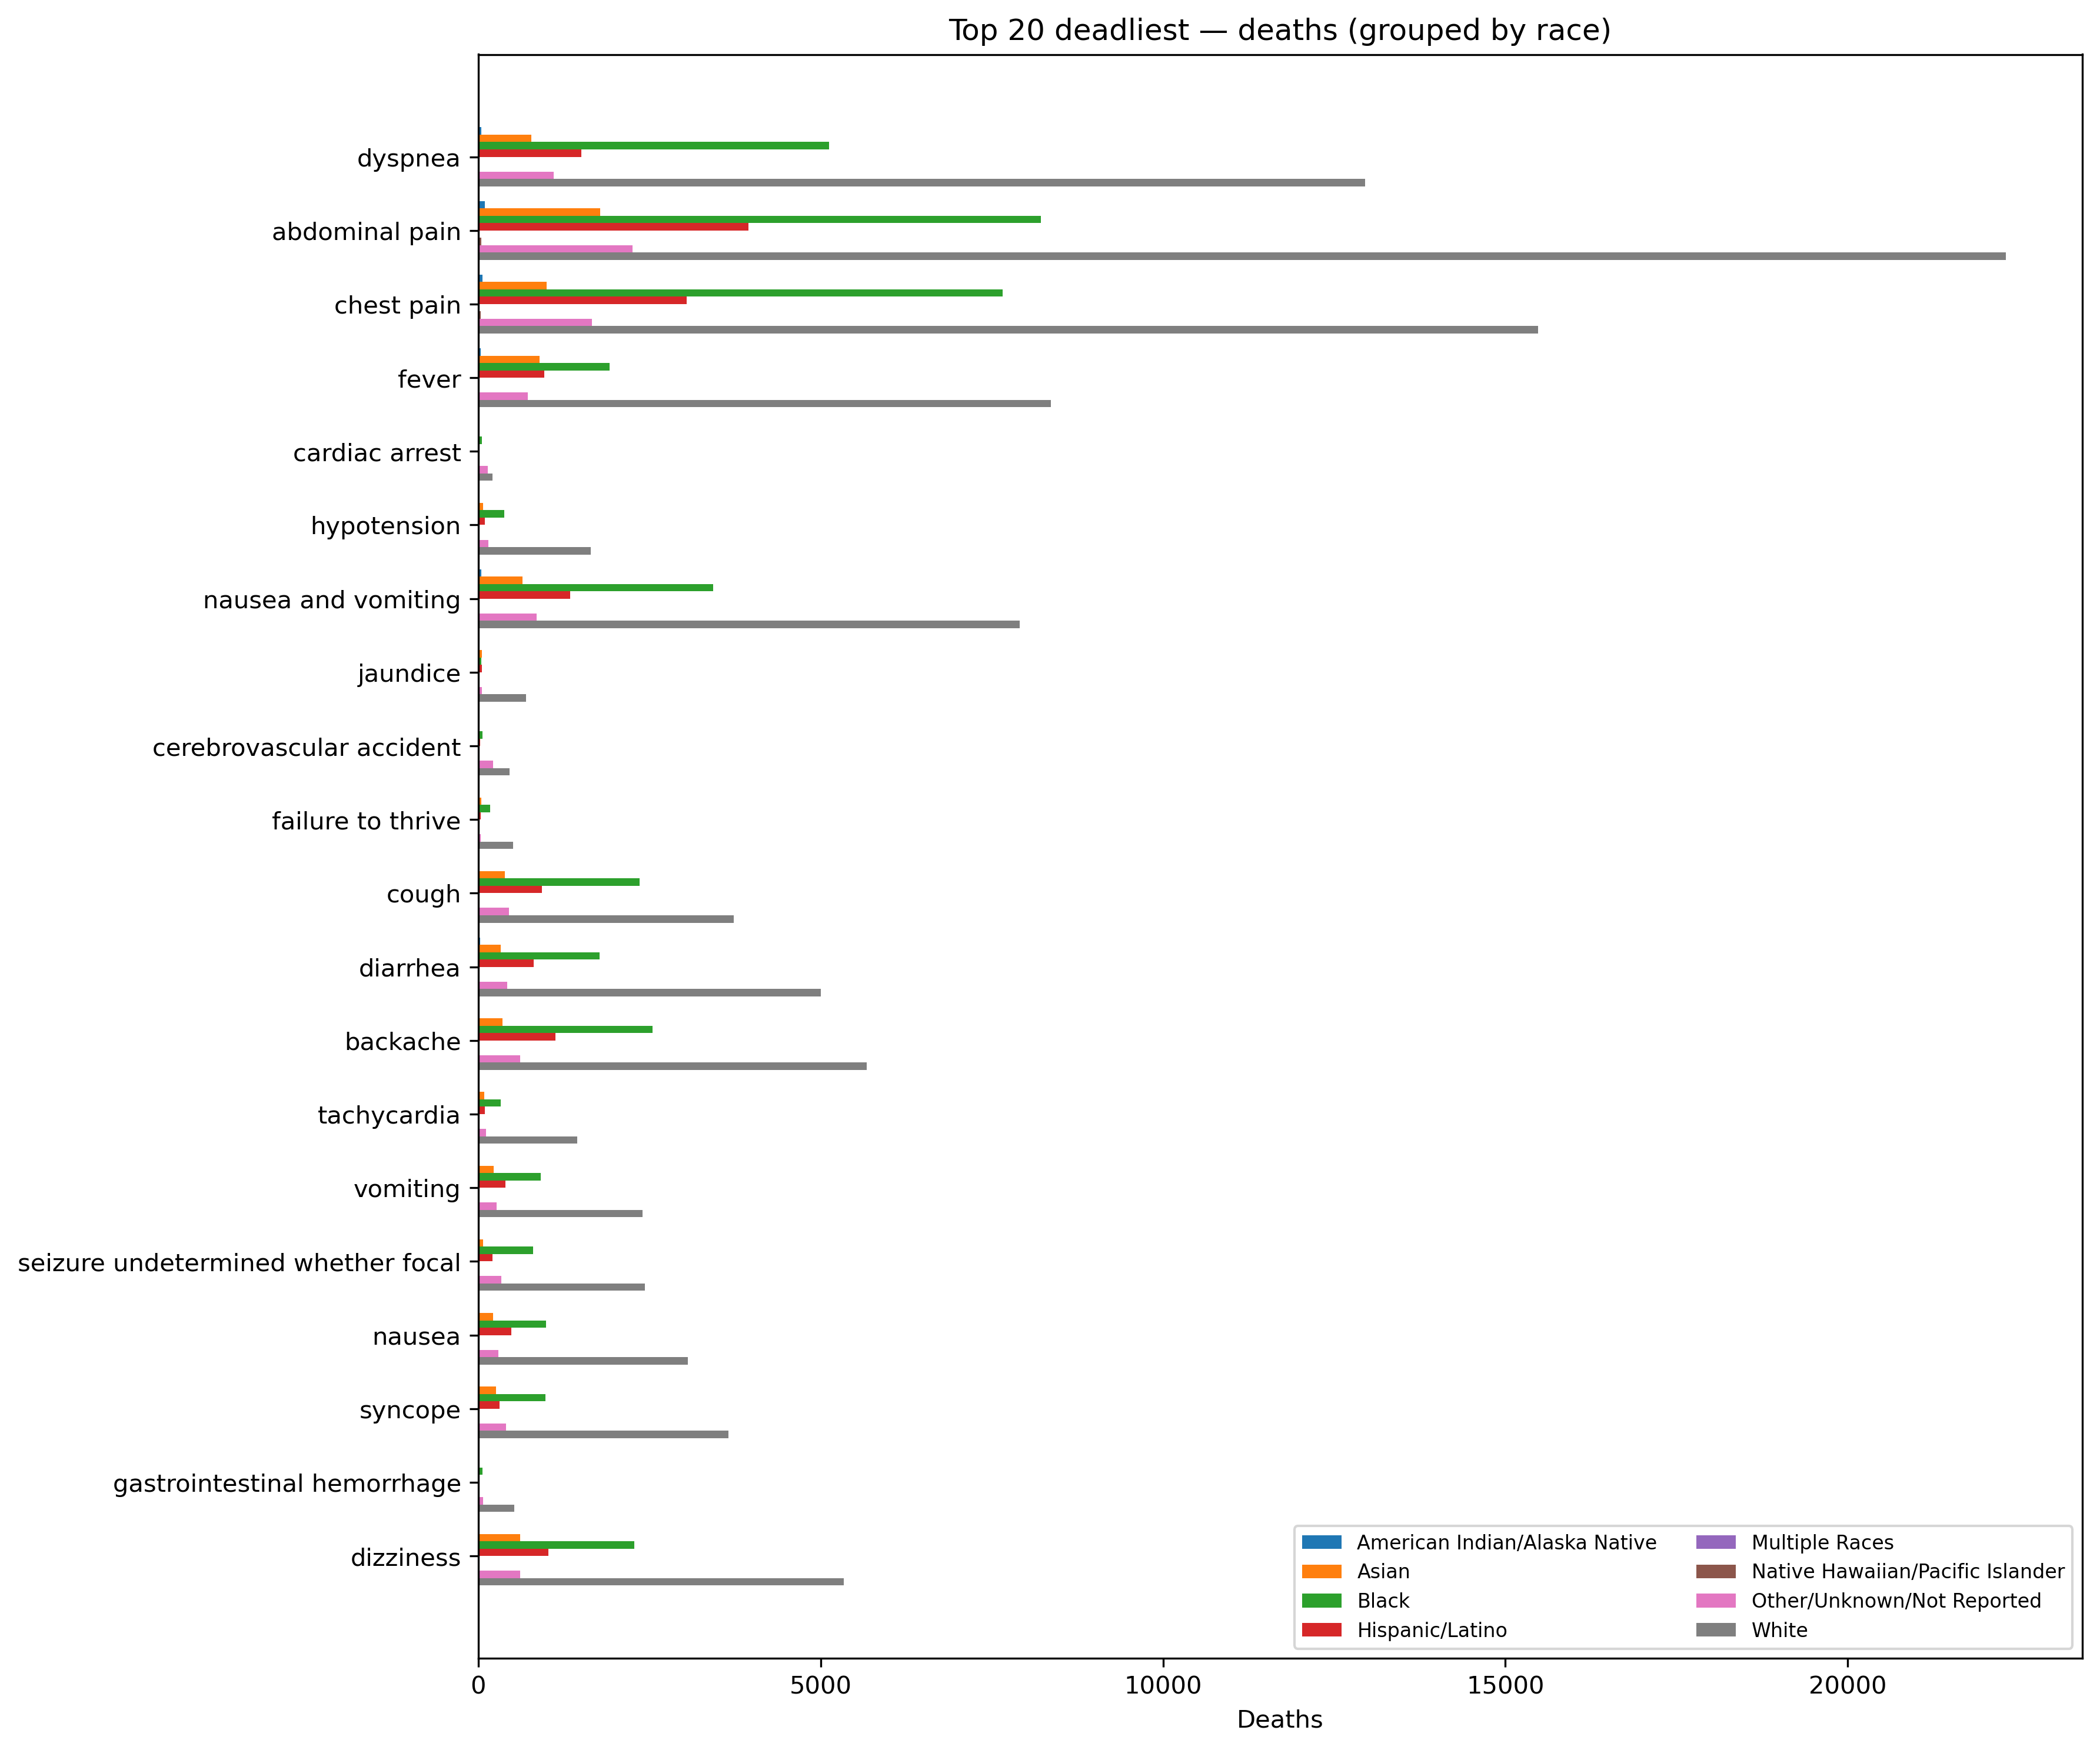 Top 20 deadliest — deaths (grouped by race)
dyspnea
abdominal pain
chest pain
fever
cardiac arrest
hypotension
nausea and vomiting
jaundice
cerebrovascular accident
failure to thrive
cough
diarrhea
backache
tachycardia
vomiting
seizure undetermined whether focal
nausea
syncope
gastrointestinal hemorrhage
dizziness
American Indian/Alaska Native
Asian
Black
Hispanic/Latino
Multiple Races
Native Hawaiian/Pacific Islander
Other/Unknown/Not Reported
White
0 5000 10000 15000 20000
Deaths